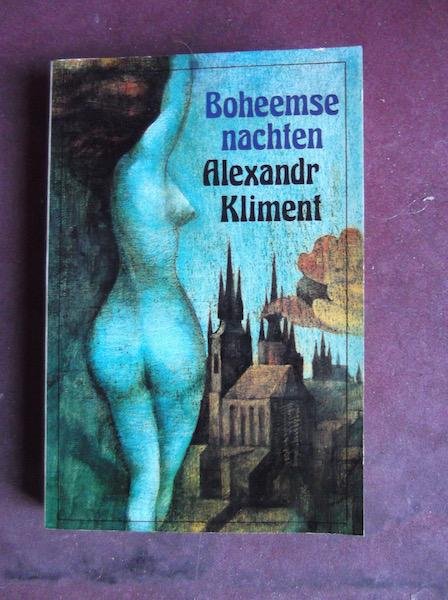 Boheemse
nachten
Alexandr
Kliment